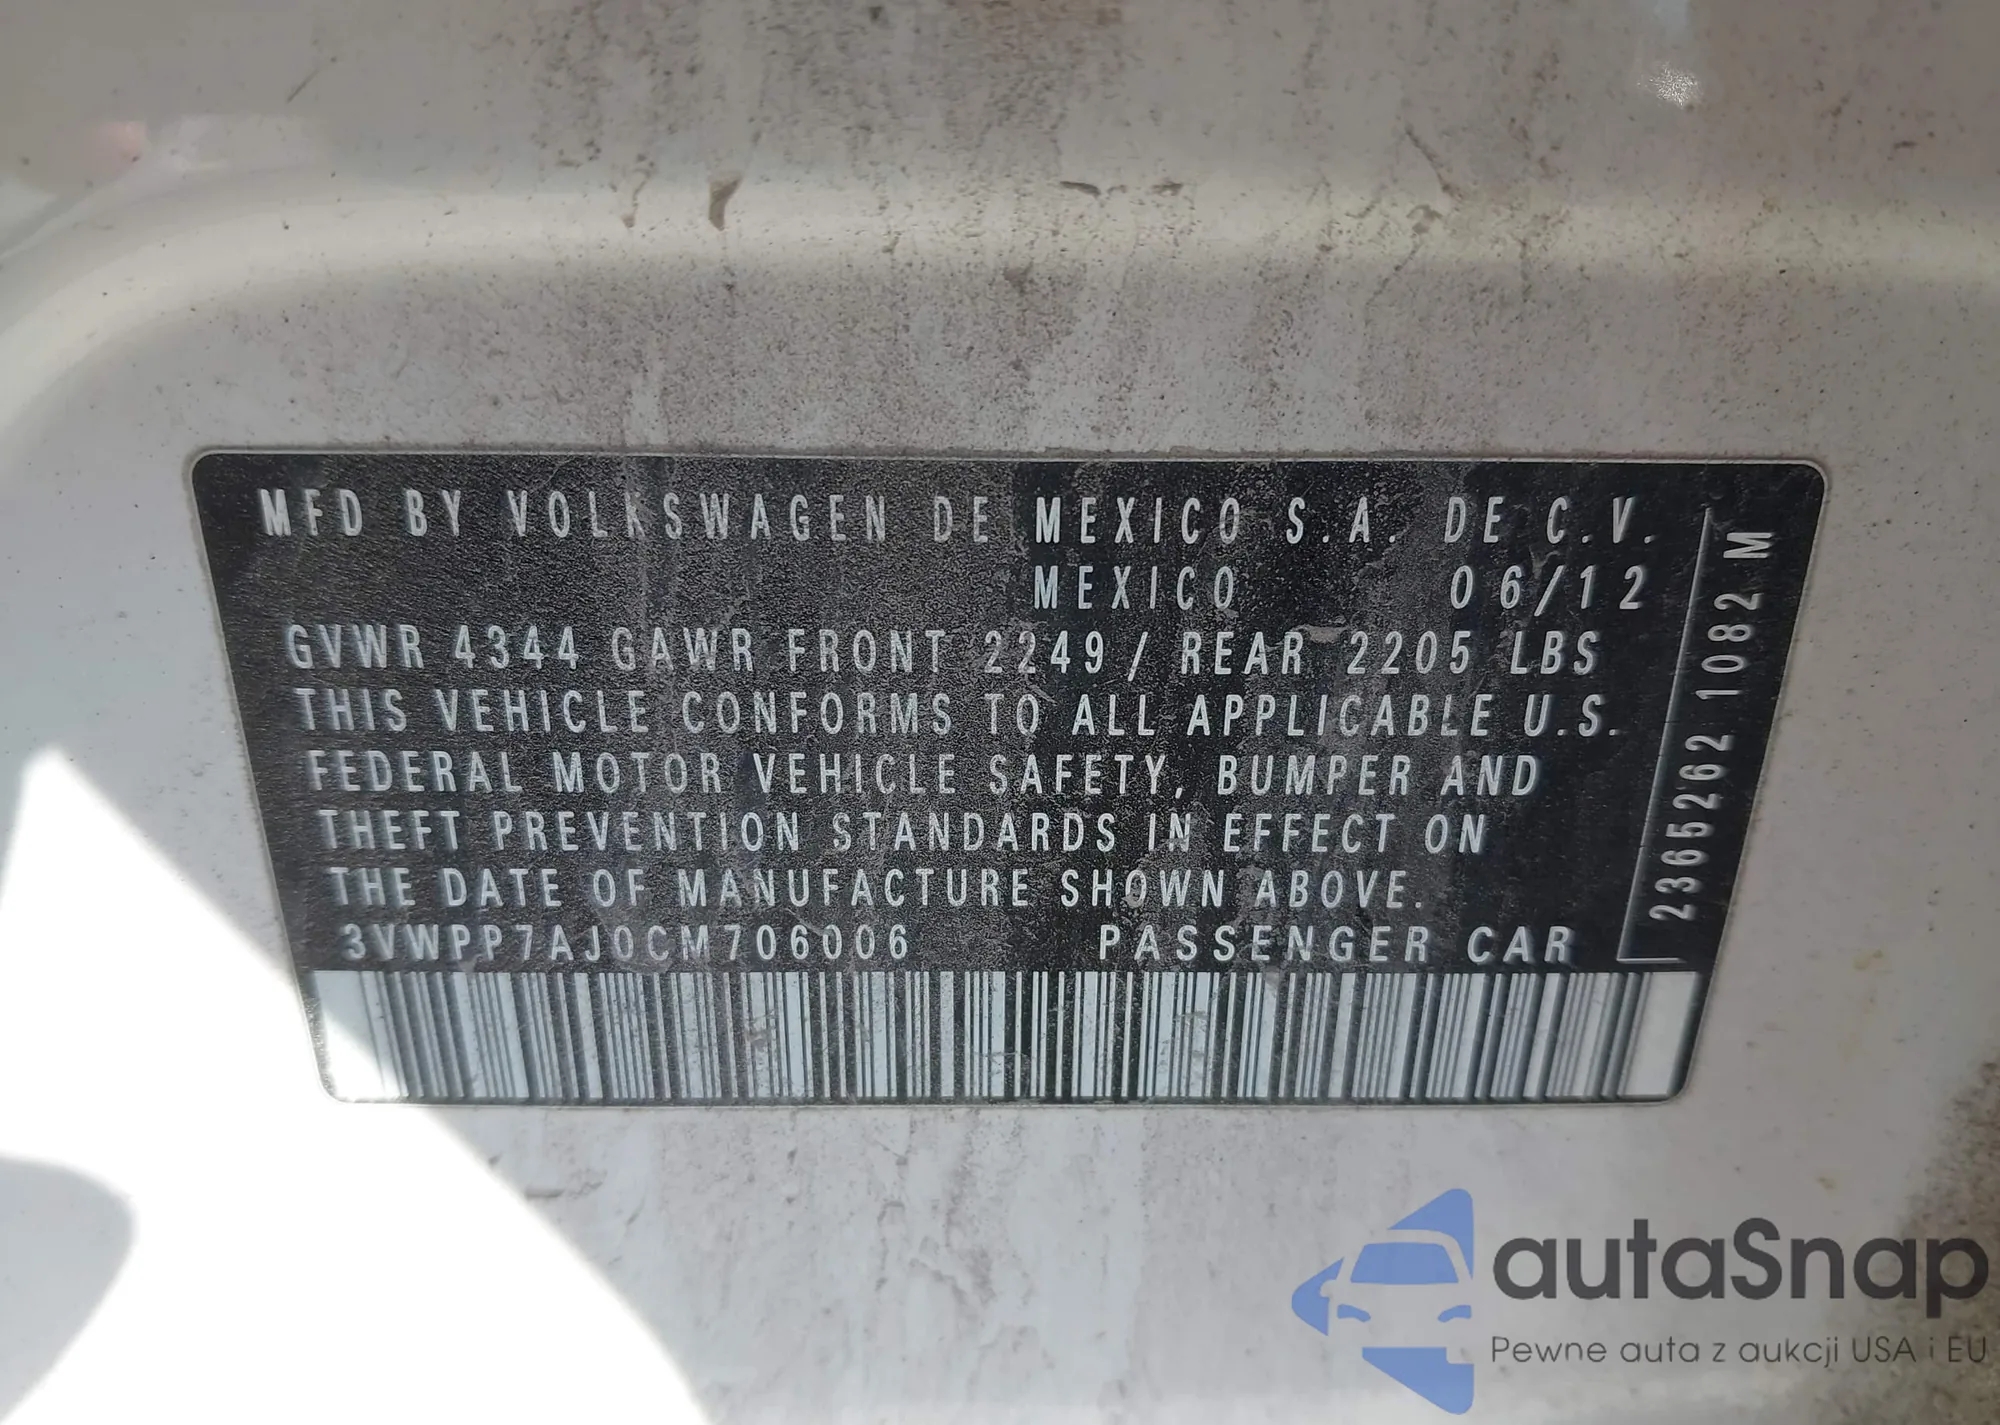 MFD BY VOLKSWAGEN DE MEXICO S.A. DE C.V.
MEXICO 06/12
GVWR 4344 GAWR FRONT 2249 / REAR 2205 LBS
THIS VEHICLE CONFORMS TO ALL APPLICABLE U.S.
FEDERAL MOTOR VEHICLE SAFETY, BUMPER AND
THEFT PREVENTION STANDARDS IN EFFECT ON
THE DATE OF MANUFACTURE SHOWN ABOVE.
3VWPP7AJ0CM706006 PASSENGER CAR
2365262 1082 M
autaSnap
Pewne auta z aukcji USA i EU